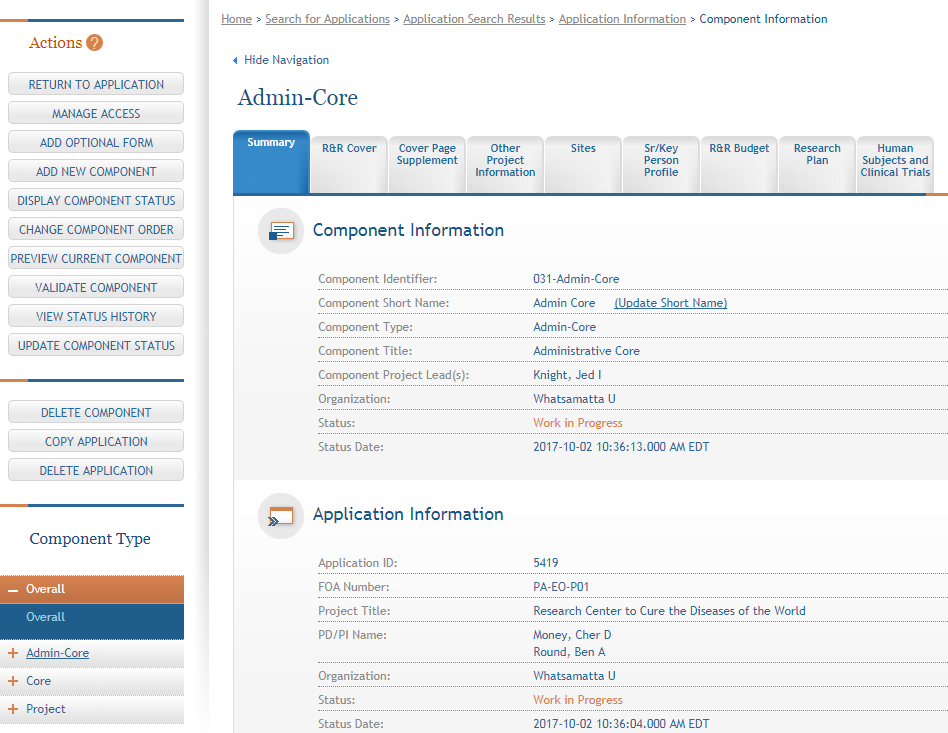 Home > Search for Applications > Application Search Results > Application Information > Component Information
Actions ?
RETURN TO APPLICATION
MANAGE ACCESS
ADD OPTIONAL FORM
ADD NEW COMPONENT
DISPLAY COMPONENT STATUS
CHANGE COMPONENT ORDER
PREVIEW CURRENT COMPONENT
VALIDATE COMPONENT
VIEW STATUS HISTORY
UPDATE COMPONENT STATUS
DELETE COMPONENT
COPY APPLICATION
DELETE APPLICATION
Component Type
Overall
Overall
Admin-Core
Core
Project
Hide Navigation
Admin-Core
Summary
R&R Cover
Cover Page
Supplement
Other
Project
Information
Sites
Sr/Key
Person
Profile
R&R Budget
Research
Plan
Human
Subjects and
Clinical Trials
Component Information
Component Identifier: 031-Admin-Core
Component Short Name: Admin Core (Update Short Name)
Component Type: Admin-Core
Component Title: Administrative Core
Component Project Lead(s): Knight, Jed I
Organization: Whatsamatta U
Status: Work in Progress
Status Date: 2017-10-02 10:36:13.000 AM EDT
Application Information
Application ID: 5419
FOA Number: PA-EO-P01
Project Title: Research Center to Cure the Diseases of the World
PD/PI Name: Money, Cher D
Round, Ben A
Organization: Whatsamatta U
Status: Work in Progress
Status Date: 2017-10-02 10:36:04.000 AM EDT